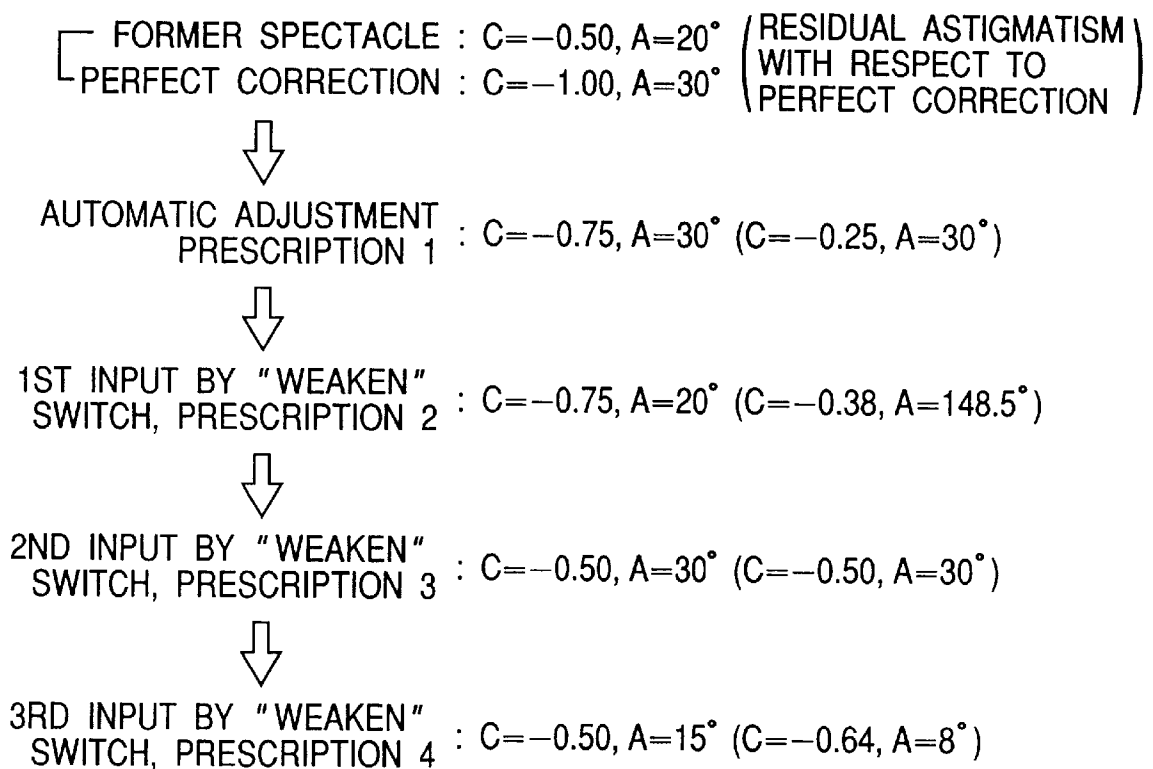 FORMER SPECTACLE : C=−0.50, A=20° (RESIDUAL ASTIGMATISM
PERFECT CORRECTION : C=−1.00, A=30° WITH RESPECT TO
PERFECT CORRECTION)
AUTOMATIC ADJUSTMENT
PRESCRIPTION 1 : C=−0.75, A=30° (C=−0.25, A=30°)
1ST INPUT BY "WEAKEN"
SWITCH, PRESCRIPTION 2 : C=−0.75, A=20° (C=−0.38, A=148.5°)
2ND INPUT BY "WEAKEN"
SWITCH, PRESCRIPTION 3 : C=−0.50, A=30° (C=−0.50, A=30°)
3RD INPUT BY "WEAKEN"
SWITCH, PRESCRIPTION 4 : C=−0.50, A=15° (C=−0.64, A=8°)